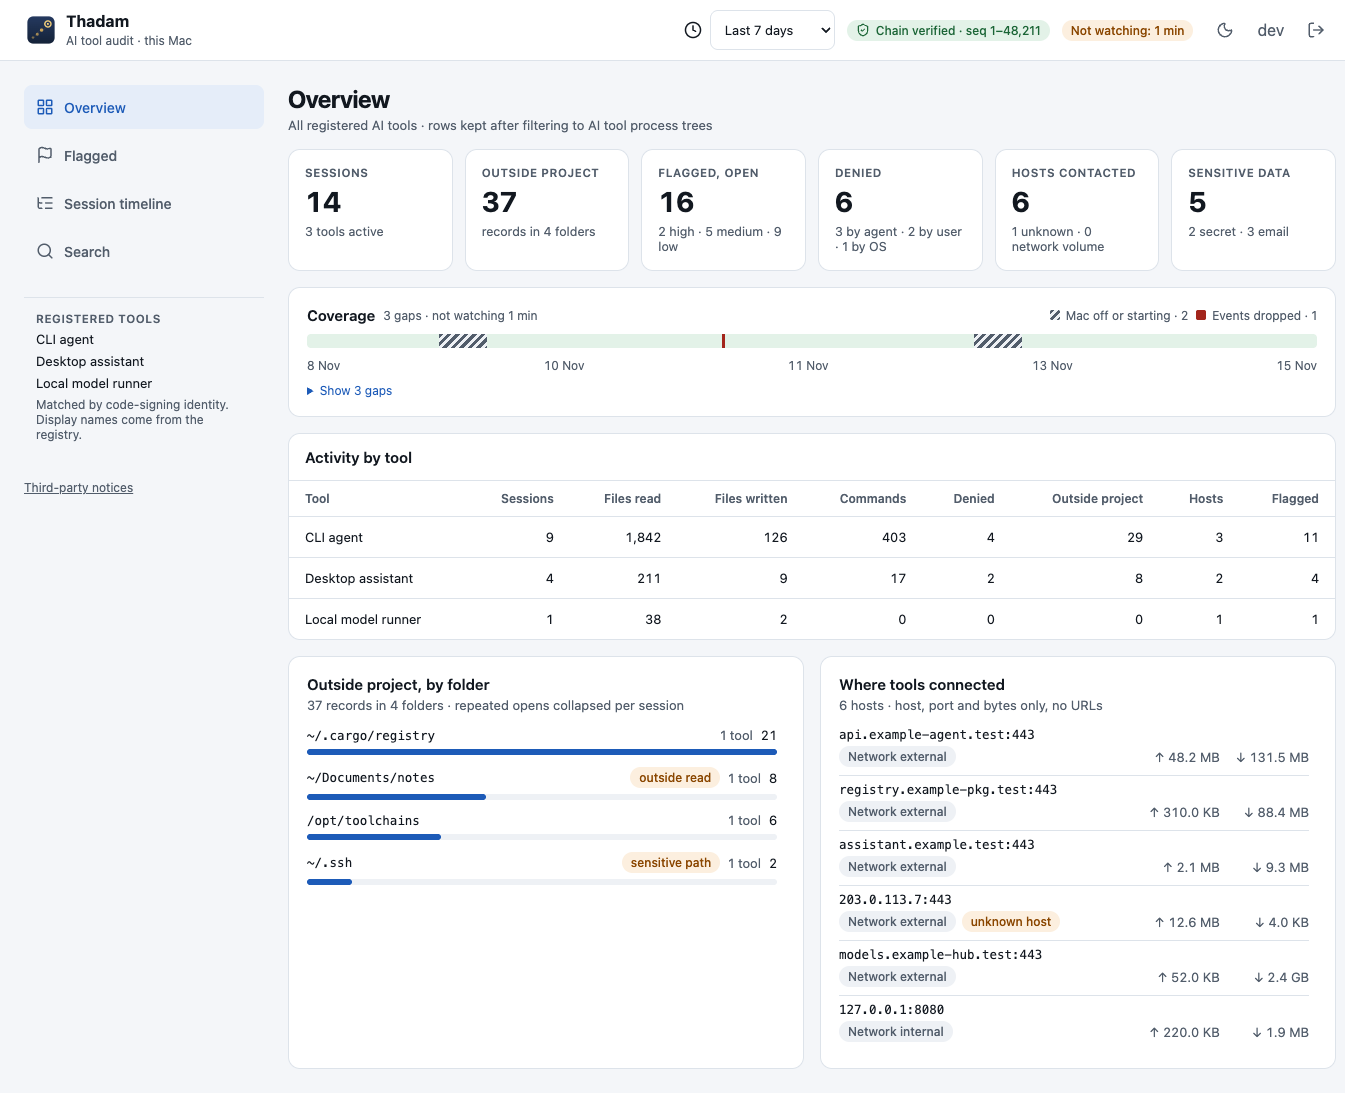 Thadam
AI tool audit · this Mac
Last 7 days
Chain verified · seq 1–48,211
Not watching: 1 min
dev
Overview
Flagged
Session timeline
Search
REGISTERED TOOLS
CLI agent
Desktop assistant
Local model runner
Matched by code-signing identity.
Display names come from the
registry.
Third-party notices
Overview
All registered AI tools · rows kept after filtering to AI tool process trees
SESSIONS
14
3 tools active
OUTSIDE PROJECT
37
records in 4 folders
FLAGGED, OPEN
16
2 high · 5 medium · 9
low
DENIED
6
3 by agent · 2 by user
· 1 by OS
HOSTS CONTACTED
6
1 unknown · 0
network volume
SENSITIVE DATA
5
2 secret · 3 email
Coverage 3 gaps · not watching 1 min
Mac off or starting · 2 Events dropped · 1
8 Nov 10 Nov 11 Nov 13 Nov 15 Nov
Show 3 gaps
Activity by tool
Tool Sessions Files read Files written Commands Denied Outside project Hosts Flagged
CLI agent 9 1,842 126 403 4 29 3 11
Desktop assistant 4 211 9 17 2 8 2 4
Local model runner 1 38 2 0 0 0 1 1
Outside project, by folder
37 records in 4 folders · repeated opens collapsed per session
~/.cargo/registry 1 tool 21
~/Documents/notes outside read 1 tool 8
/opt/toolchains 1 tool 6
~/.ssh sensitive path 1 tool 2
Where tools connected
6 hosts · host, port and bytes only, no URLs
api.example-agent.test:443
Network external ↑ 48.2 MB ↓ 131.5 MB
registry.example-pkg.test:443
Network external ↑ 310.0 KB ↓ 88.4 MB
assistant.example.test:443
Network external ↑ 2.1 MB ↓ 9.3 MB
203.0.113.7:443
Network external unknown host ↑ 12.6 MB ↓ 4.0 KB
models.example-hub.test:443
Network external ↑ 52.0 KB ↓ 2.4 GB
127.0.0.1:8080
Network internal ↑ 220.0 KB ↓ 1.9 MB